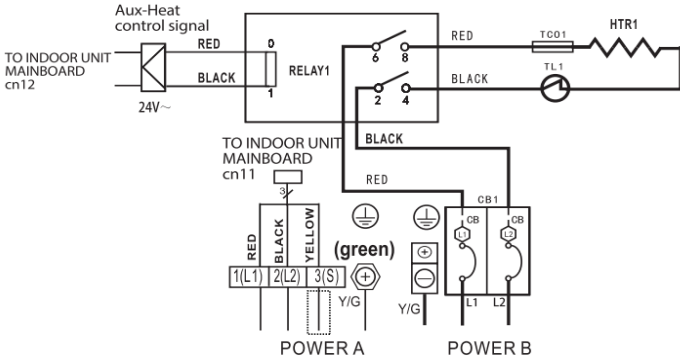 Aux-Heat
control signal
TO INDOOR UNIT
MAINBOARD
cn12
RED
BLACK
24V~
0
1
RELAY1
6
8
2
4
RED
TCO1
HTR1
BLACK
TL1
BLACK
RED
TO INDOOR UNIT
MAINBOARD
cn11
3
RED
BLACK
YELLOW
(green)
1(L1)
2(L2)
3(S)
Y/G
Y/G
CB1
CB
CB
L1
L2
L1
L2
POWER A
POWER B